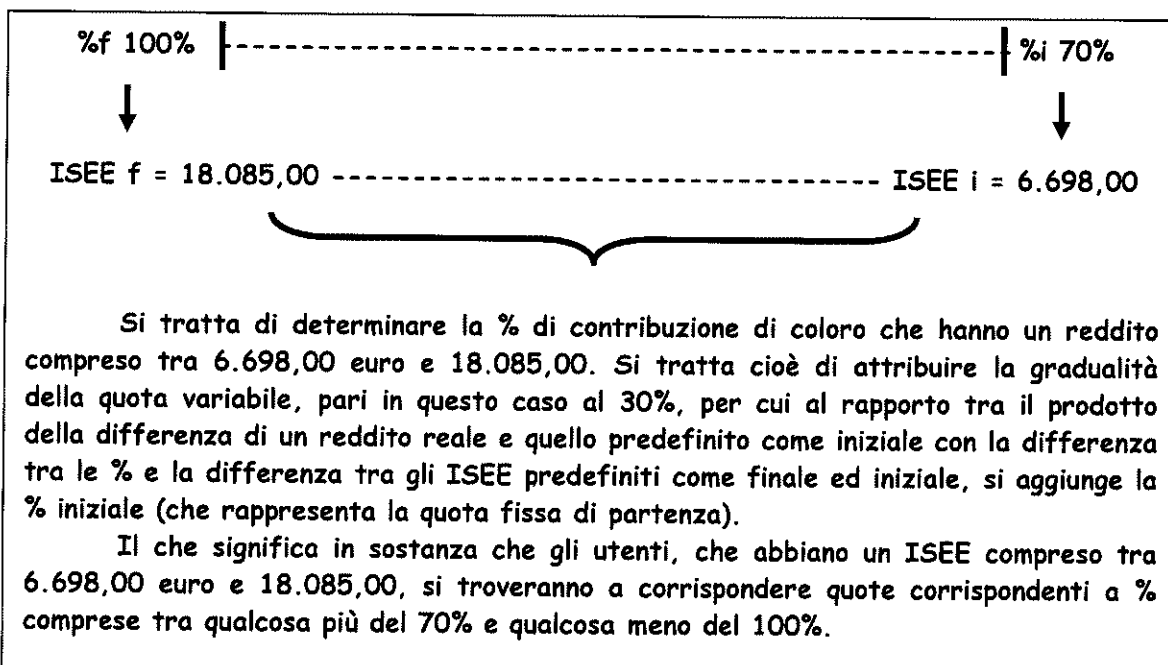 %f 100% |----------------------------------------------------| %i 70%
ISEE f = 18.085,00 ------------------------------------ ISEE i = 6.698,00
Si tratta di determinare la % di contribuzione di coloro che hanno un reddito
compreso tra 6.698,00 euro e 18.085,00. Si tratta cioè di attribuire la gradualità
della quota variabile, pari in questo caso al 30%, per cui al rapporto tra il prodotto
della differenza di un reddito reale e quello predefinito come iniziale con la differenza
tra le % e la differenza tra gli ISEE predefiniti come finale ed iniziale, si aggiunge la
% iniziale (che rappresenta la quota fissa di partenza).
Il che significa in sostanza che gli utenti, che abbiano un ISEE compreso tra
6.698,00 euro e 18.085,00, si troveranno a corrispondere quote corrispondenti a %
comprese tra qualcosa più del 70% e qualcosa meno del 100%.